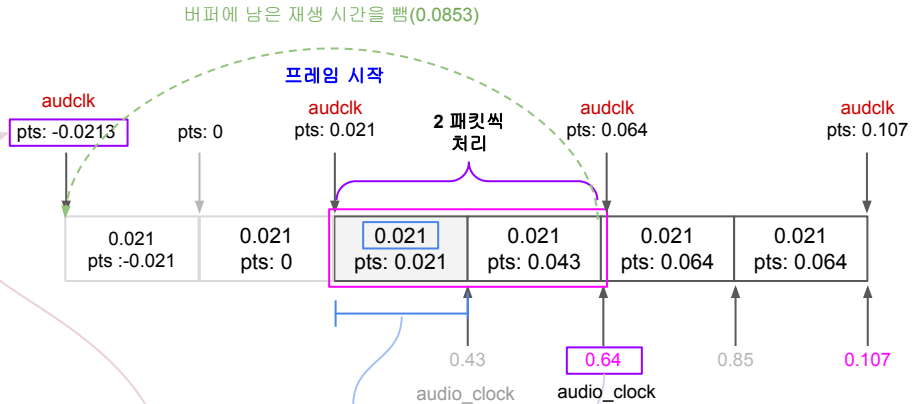 버퍼에 남은 재생 시간을 뺌(0.0853)
프레임 시작
audclk
pts: -0.0213
pts: 0
audclk
pts: 0.021
2 패킷씩
처리
audclk
pts: 0.064
audclk
pts: 0.107
0.021
pts :-0.021
0.021
pts: 0
0.021
pts: 0.021
0.021
pts: 0.043
0.021
pts: 0.064
0.021
pts: 0.064
0.43
audio_clock
0.64
audio_clock
0.85
0.107